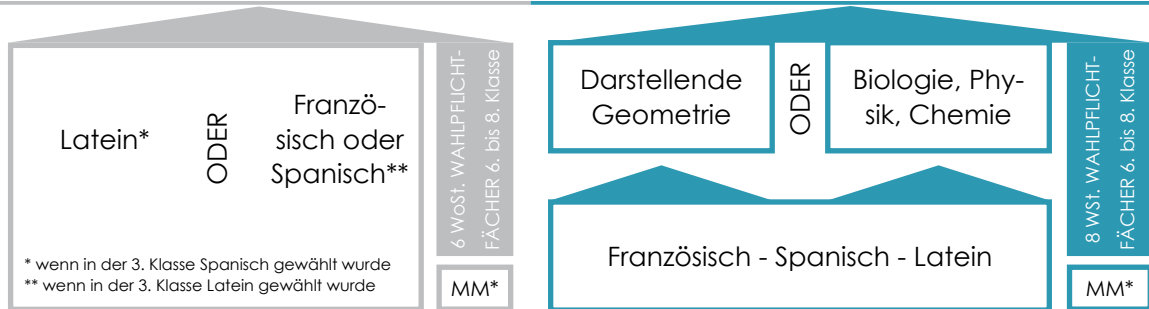 Latein*
ODER
Franzö-
sisch oder
Spanisch**
* wenn in der 3. Klasse Spanisch gewählt wurde
** wenn in der 3. Klasse Latein gewählt wurde
6 WoSt. WAHLPFLICHT-
FÄCHER 6. bis 8. Klasse
MM*
Darstellende
Geometrie
ODER
Biologie, Phy-
sik, Chemie
Französisch - Spanisch - Latein
8 WSt. WAHLPFLICHT-
FÄCHER 6. bis 8. Klasse
MM*